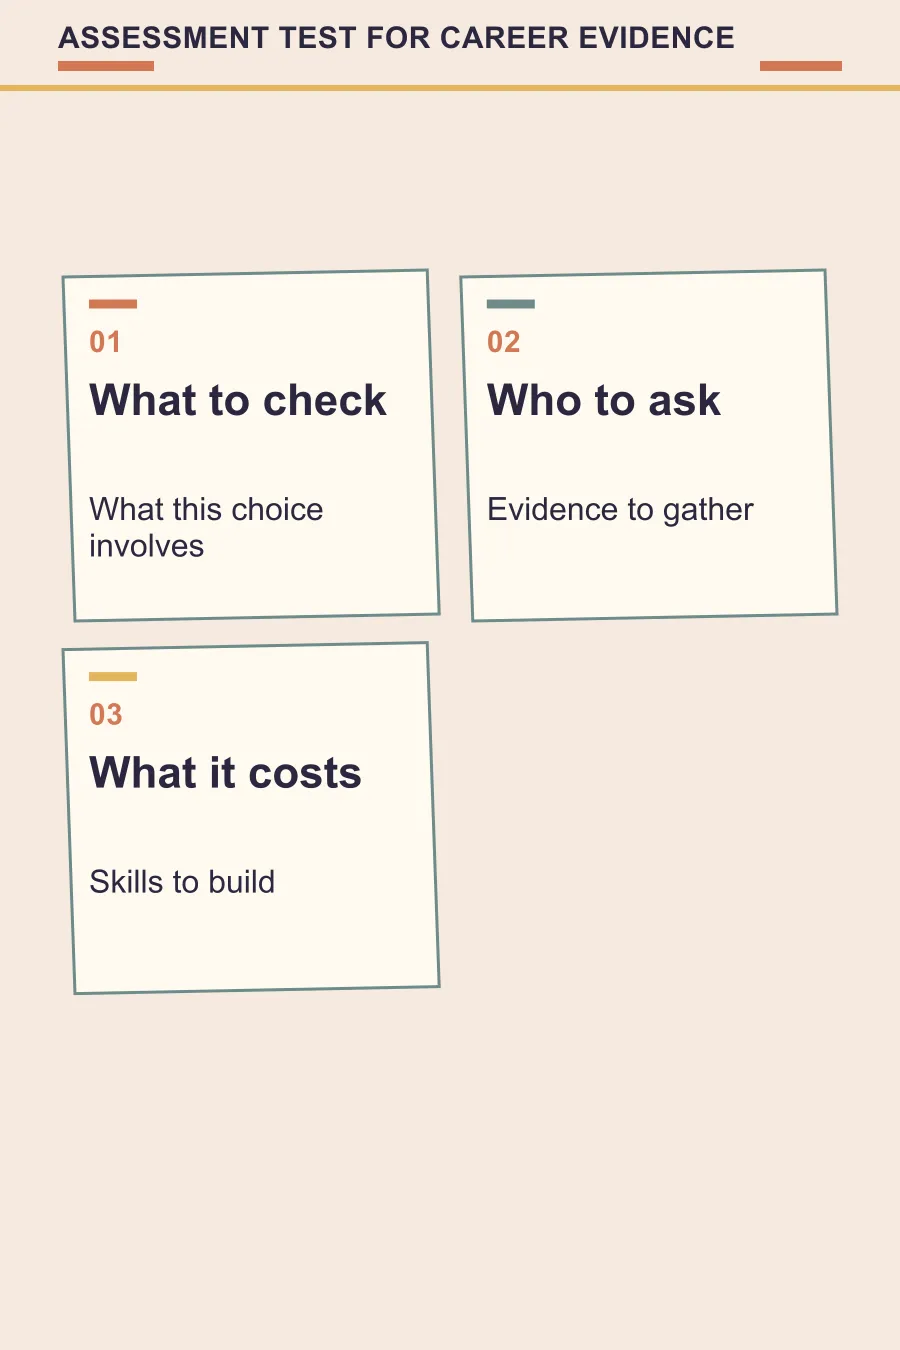 ASSESSMENT TEST FOR CAREER EVIDENCE
01
What to check
What this choice
involves
02
Who to ask
Evidence to gather
03
What it costs
Skills to build